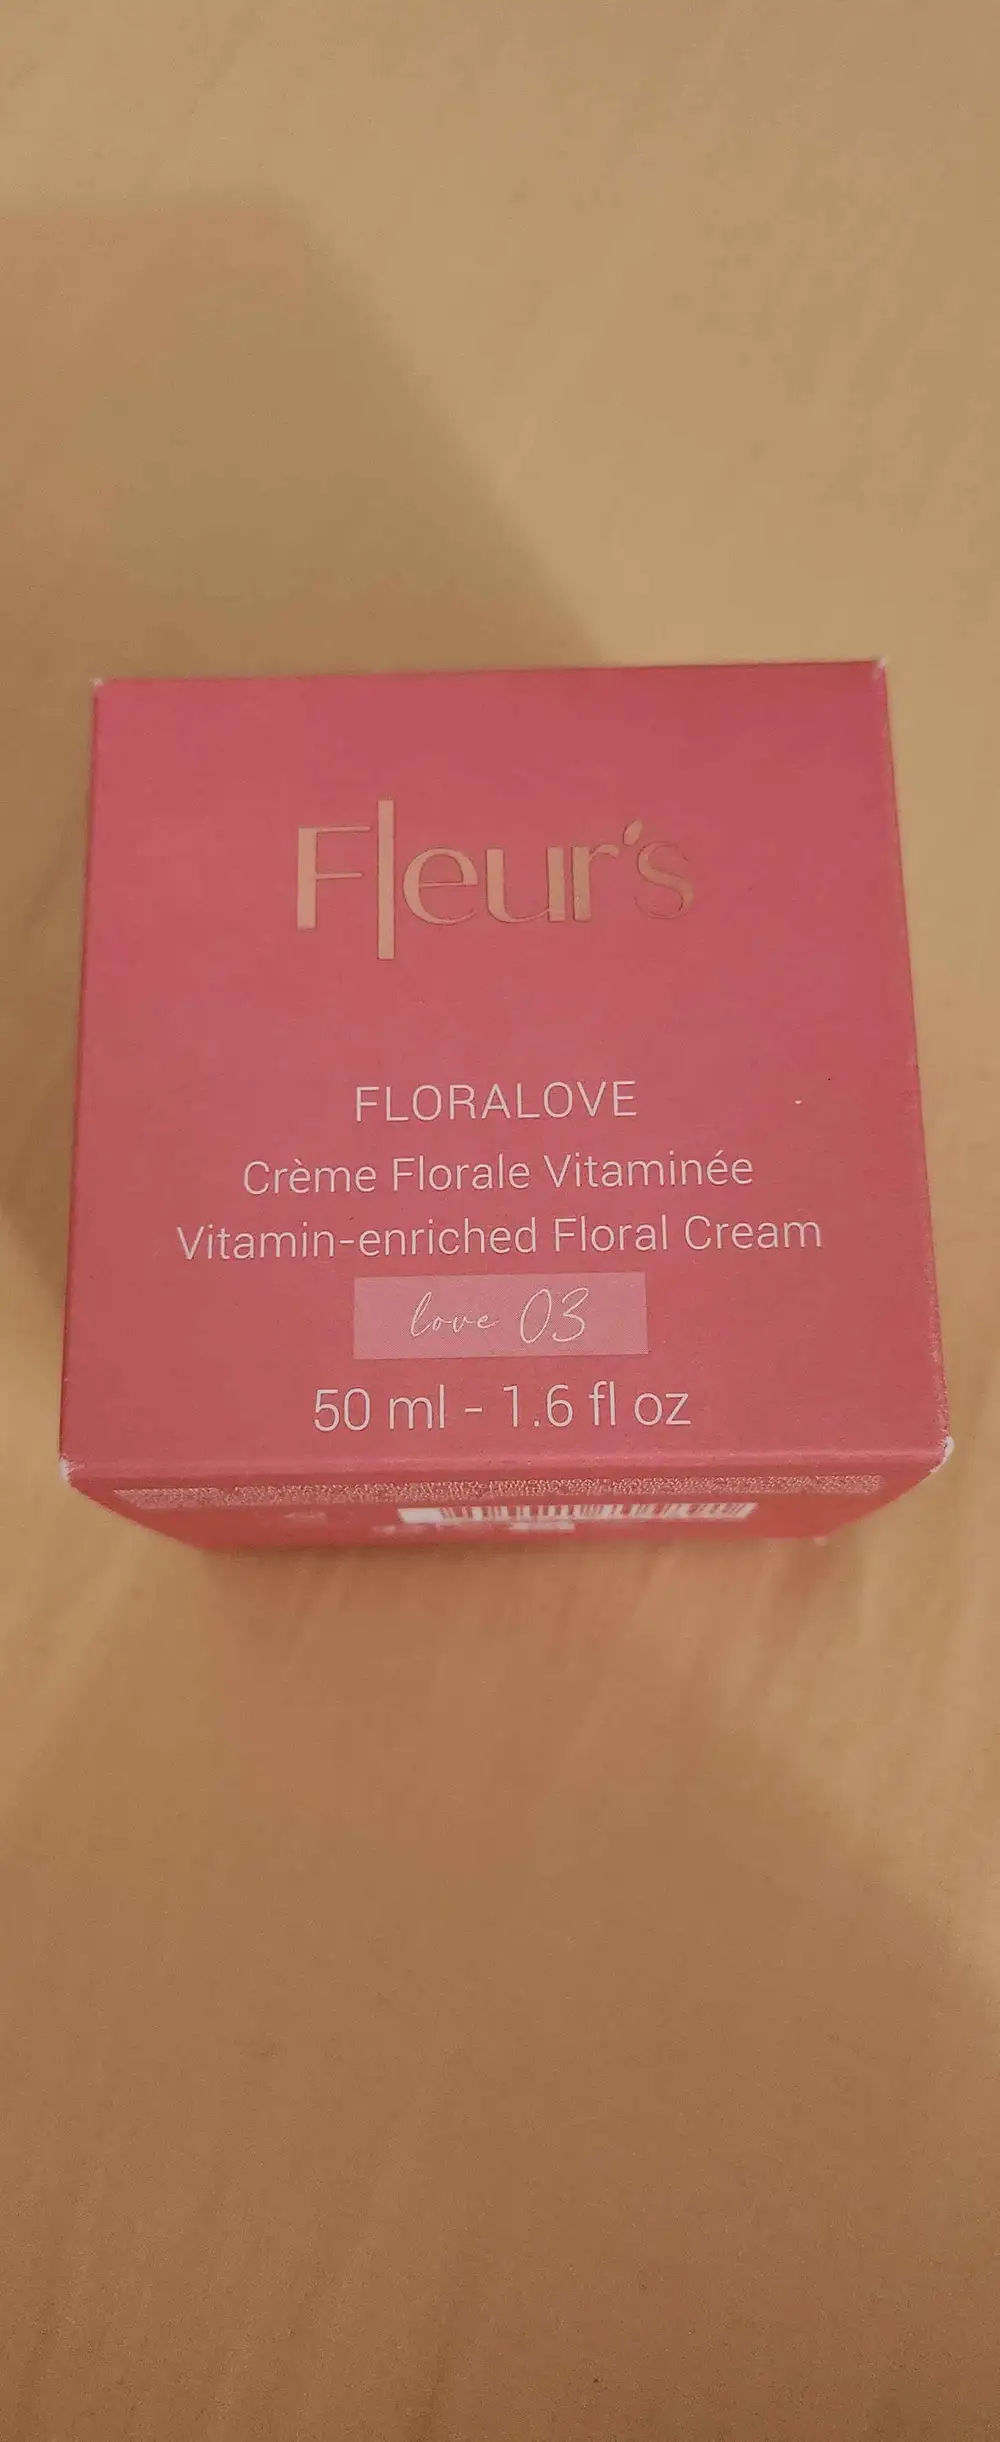 Fleur's
FLORALOVE
Crème Florale Vitaminée
Vitamin-enriched Floral Cream
love 03
50 ml - 1.6 fl oz